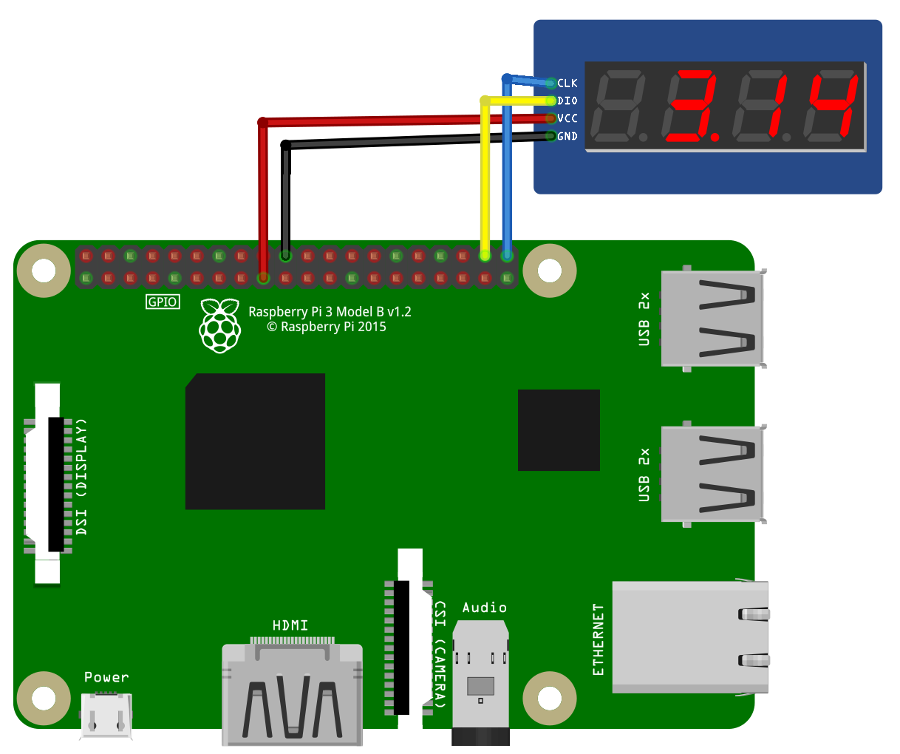 CLK
DIO
VCC
GND
3.14
GPIO
Raspberry Pi 3 Model B v1.2
© Raspberry Pi 2015
USB 2x
DSI (DISPLAY)
USB 2x
CSI (CAMERA)
Audio
ETHERNET
HDMI
Power